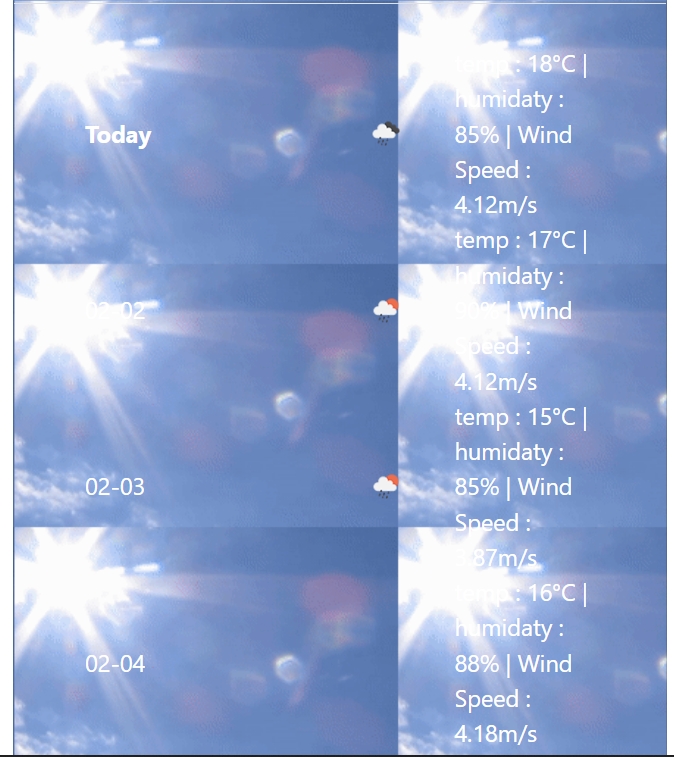 temp : 18°C |
humidaty :
Today
85% | Wind
Speed :
4.12m/s
temp : 17°C |
humidaty :
02-02
90% | Wind
Speed :
4.12m/s
temp : 15°C |
humidaty :
02-03
85% | Wind
Speed :
3.87m/s
temp : 16°C |
humidaty :
02-04
88% | Wind
Speed :
4.18m/s